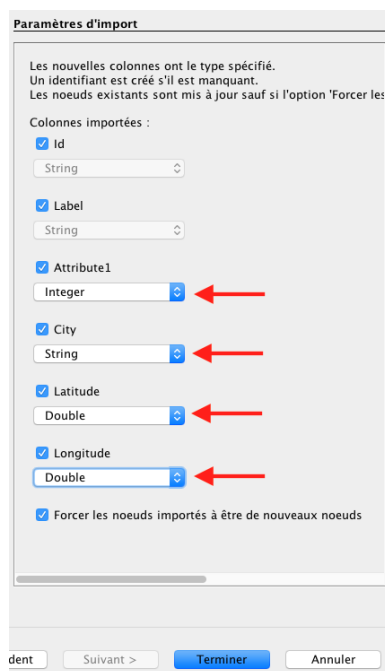 Paramètres d'import
Les nouvelles colonnes ont le type spécifié.
Un identifiant est créé s'il est manquant.
Les noeuds existants sont mis à jour sauf si l'option 'Forcer les
Colonnes importées :
Id
String
Label
String
Attribute1
Integer
City
String
Latitude
Double
Longitude
Double
Forcer les noeuds importés à être de nouveaux noeuds
dent Suivant > Terminer Annuler